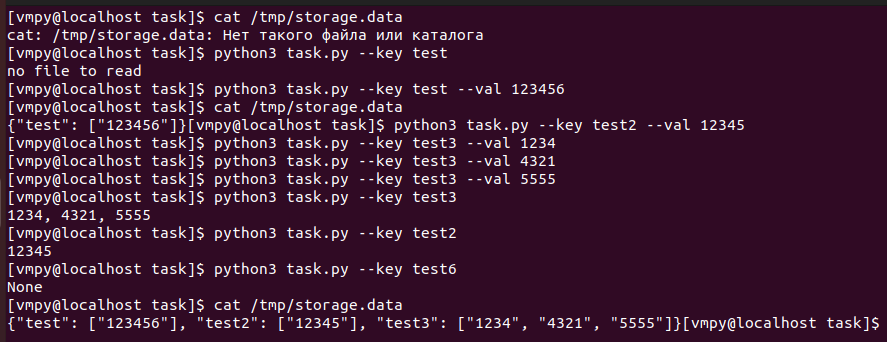 [vmpy@localhost task]$ cat /tmp/storage.data
cat: /tmp/storage.data: Нет такого файла или каталога
[vmpy@localhost task]$ python3 task.py --key test
no file to read
[vmpy@localhost task]$ python3 task.py --key test --val 123456
[vmpy@localhost task]$ cat /tmp/storage.data
{"test": ["123456"]}[vmpy@localhost task]$ python3 task.py --key test2 --val 12345
[vmpy@localhost task]$ python3 task.py --key test3 --val 1234
[vmpy@localhost task]$ python3 task.py --key test3 --val 4321
[vmpy@localhost task]$ python3 task.py --key test3 --val 5555
[vmpy@localhost task]$ python3 task.py --key test3
1234, 4321, 5555
[vmpy@localhost task]$ python3 task.py --key test2
12345
[vmpy@localhost task]$ python3 task.py --key test6
None
[vmpy@localhost task]$ cat /tmp/storage.data
{"test": ["123456"], "test2": ["12345"], "test3": ["1234", "4321", "5555"]}[vmpy@localhost task]$